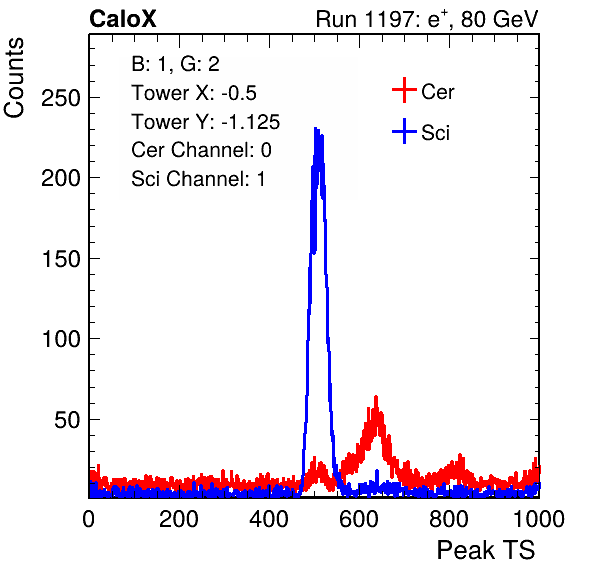 CaloX Run 1197: e⁺, 80 GeV
Counts
B: 1, G: 2
Tower X: -0.5
Tower Y: -1.125
Cer Channel: 0
Sci Channel: 1
Cer
Sci
250
200
150
100
50
0 200 400 600 800 1000
Peak TS